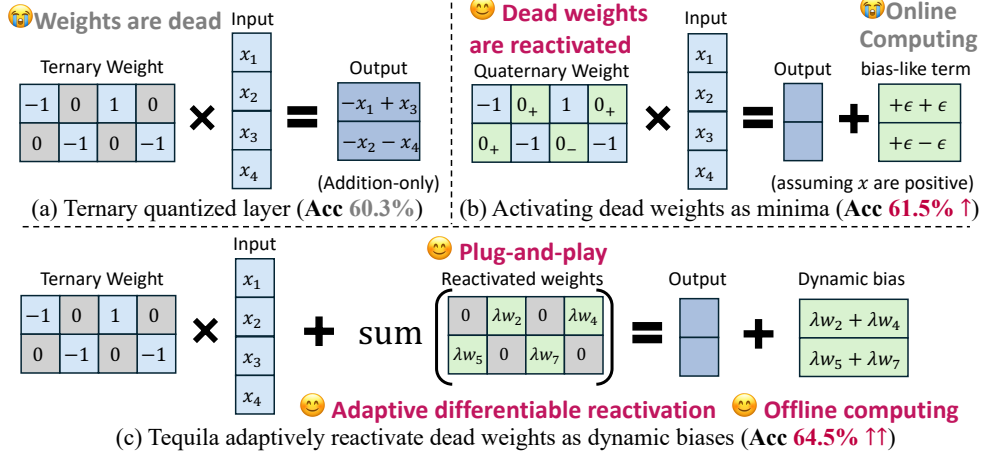 Weights are dead
Input
Ternary Weight
Output
−1 0 1 0
0 −1 0 −1
x₁
x₂
x₃
x₄
−x₁ + x₃
−x₂ − x₄
(Addition-only)
(a) Ternary quantized layer (Acc 60.3%)
Dead weights
are reactivated
Input
Online
Computing
Quaternary Weight
Output
bias-like term
−1 0₊ 1 0₊
0₊ −1 0₋ −1
x₁
x₂
x₃
x₄
+ϵ + ϵ
+ϵ − ϵ
(assuming x are positive)
(b) Activating dead weights as minima (Acc 61.5% ↑)
Input
Plug-and-play
Ternary Weight
Reactivated weights
Output
Dynamic bias
−1 0 1 0
0 −1 0 −1
x₁
x₂
x₃
x₄
sum
0 λw₂ 0 λw₄
λw₅ 0 λw₇ 0
λw₂ + λw₄
λw₅ + λw₇
Adaptive differentiable reactivation
Offline computing
(c) Tequila adaptively reactivate dead weights as dynamic biases (Acc 64.5% ↑↑)